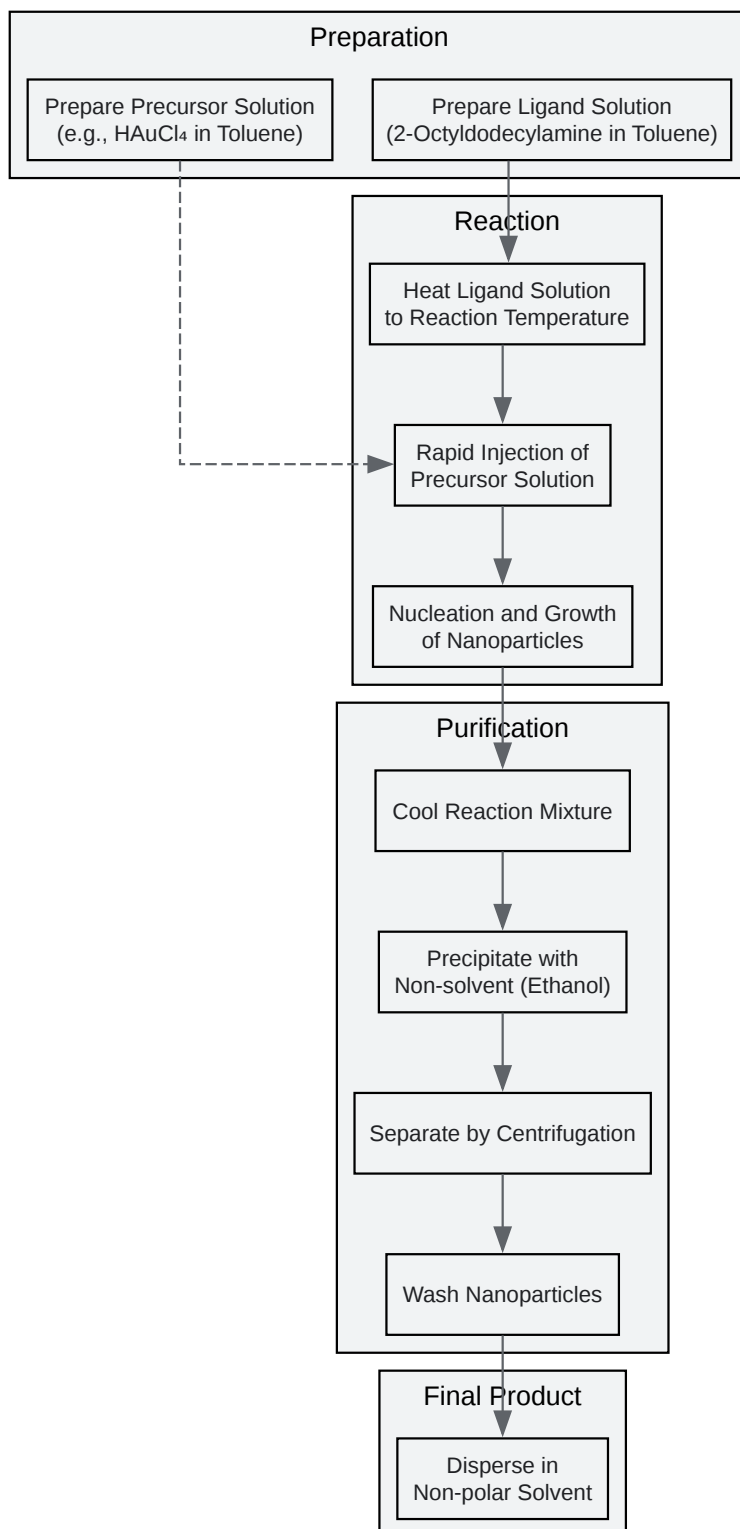 Preparation
Prepare Precursor Solution
(e.g., HAuCl₄ in Toluene)
Prepare Ligand Solution
(2-Octyldodecylamine in Toluene)
Reaction
Heat Ligand Solution
to Reaction Temperature
Rapid Injection of
Precursor Solution
Nucleation and Growth
of Nanoparticles
Purification
Cool Reaction Mixture
Precipitate with
Non-solvent (Ethanol)
Separate by Centrifugation
Wash Nanoparticles
Final Product
Disperse in
Non-polar Solvent